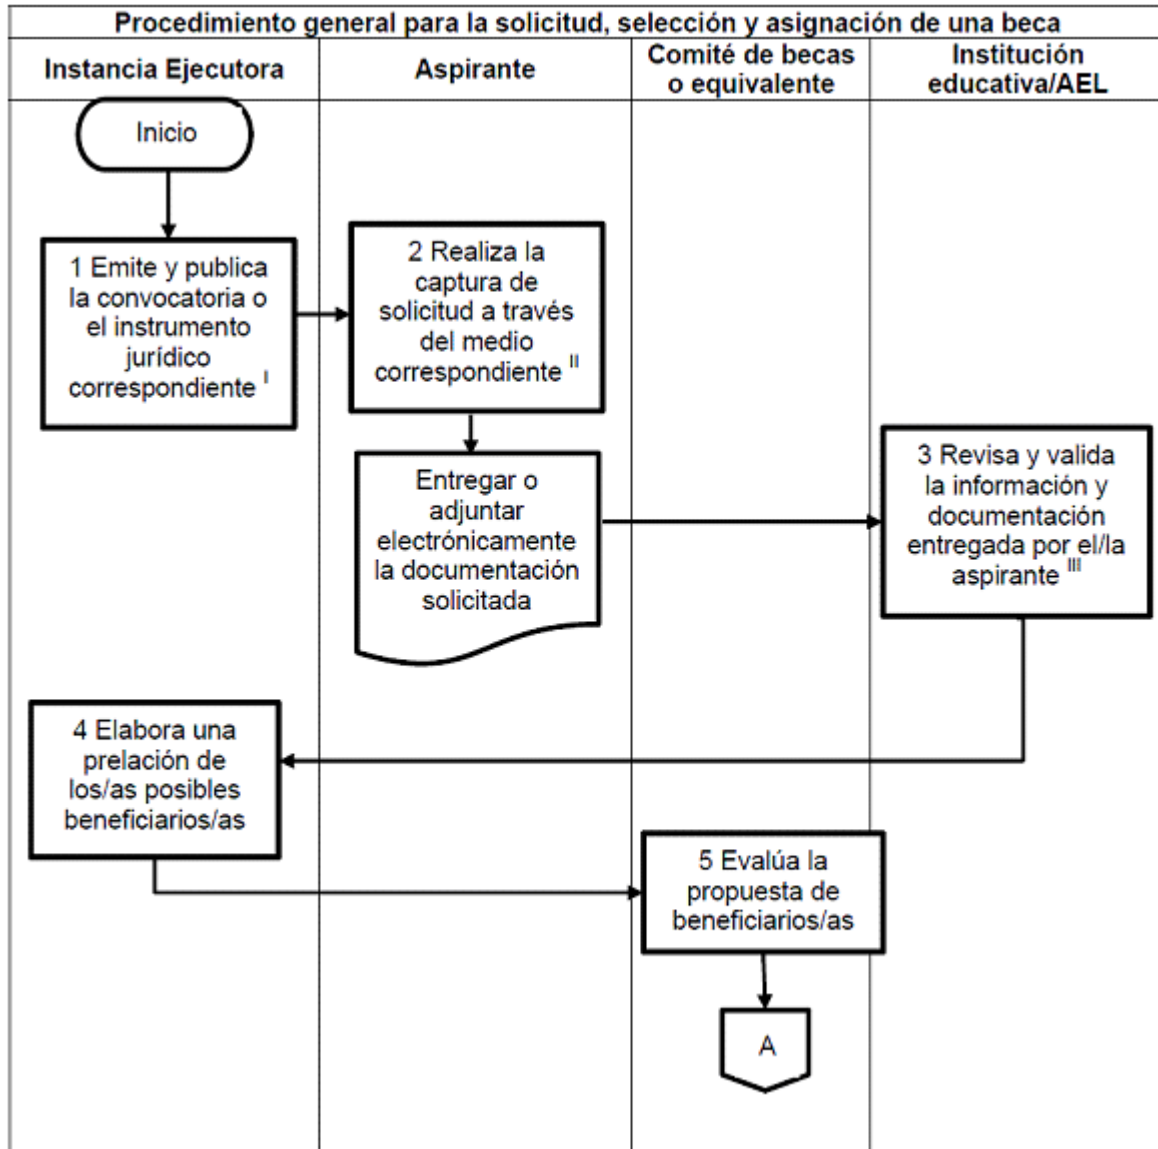 Procedimiento general para la solicitud, selección y asignación de una beca
Instancia Ejecutora
Aspirante
Comité de becas
o equivalente
Institución
educativa/AEL
Inicio
1 Emite y publica
la convocatoria o
el instrumento
jurídico
correspondiente I
2 Realiza la
captura de
solicitud a través
del medio
correspondiente II
Entregar o
adjuntar
electrónicamente
la documentación
solicitada
3 Revisa y valida
la información y
documentación
entregada por el/la
aspirante III
4 Elabora una
prelación de
los/as posibles
beneficiarios/as
5 Evalúa la
propuesta de
beneficiarios/as
A